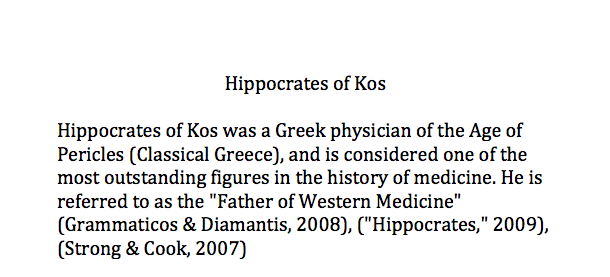 Hippocrates of Kos
Hippocrates of Kos was a Greek physician of the Age of
Pericles (Classical Greece), and is considered one of the
most outstanding figures in the history of medicine. He is
referred to as the "Father of Western Medicine"
(Grammaticos & Diamantis, 2008), ("Hippocrates," 2009),
(Strong & Cook, 2007)